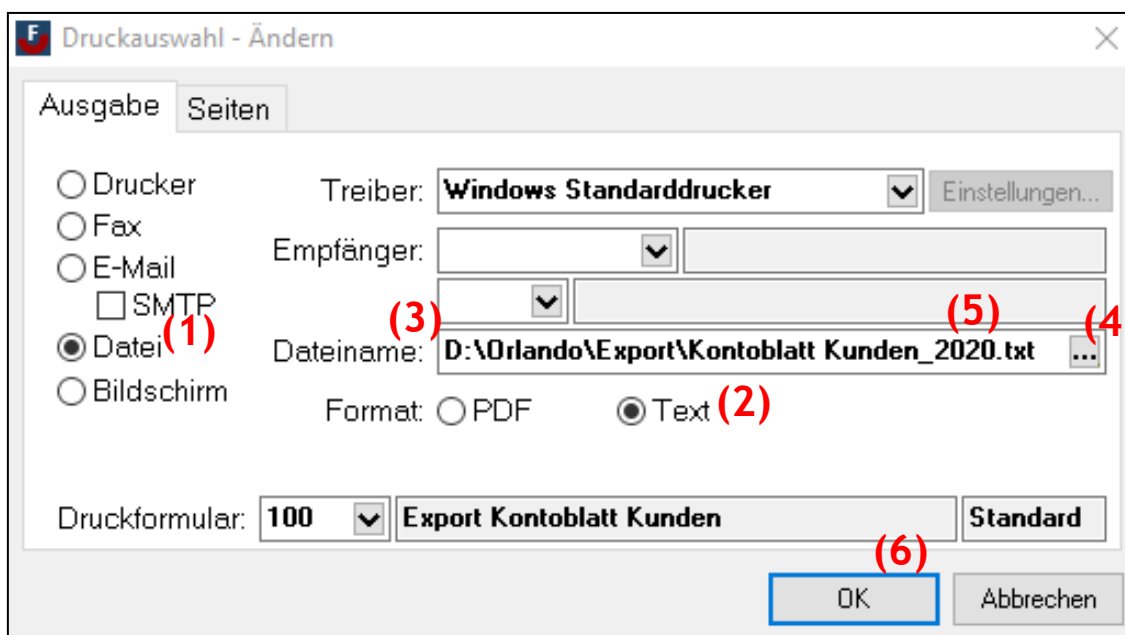 F Druckauswahl - Ändern
Ausgabe Seiten
Drucker Treiber: Windows Standarddrucker Einstellungen...
Fax
Empfänger:
E-Mail
SMTP
(1) (3) (5) (4
Datei Dateiname: D:\Orlando\Export\Kontoblatt Kunden_2020.txt ...
Bildschirm
Format: PDF Text (2)
Druckformular: 100 Export Kontoblatt Kunden Standard
(6)
OK Abbrechen